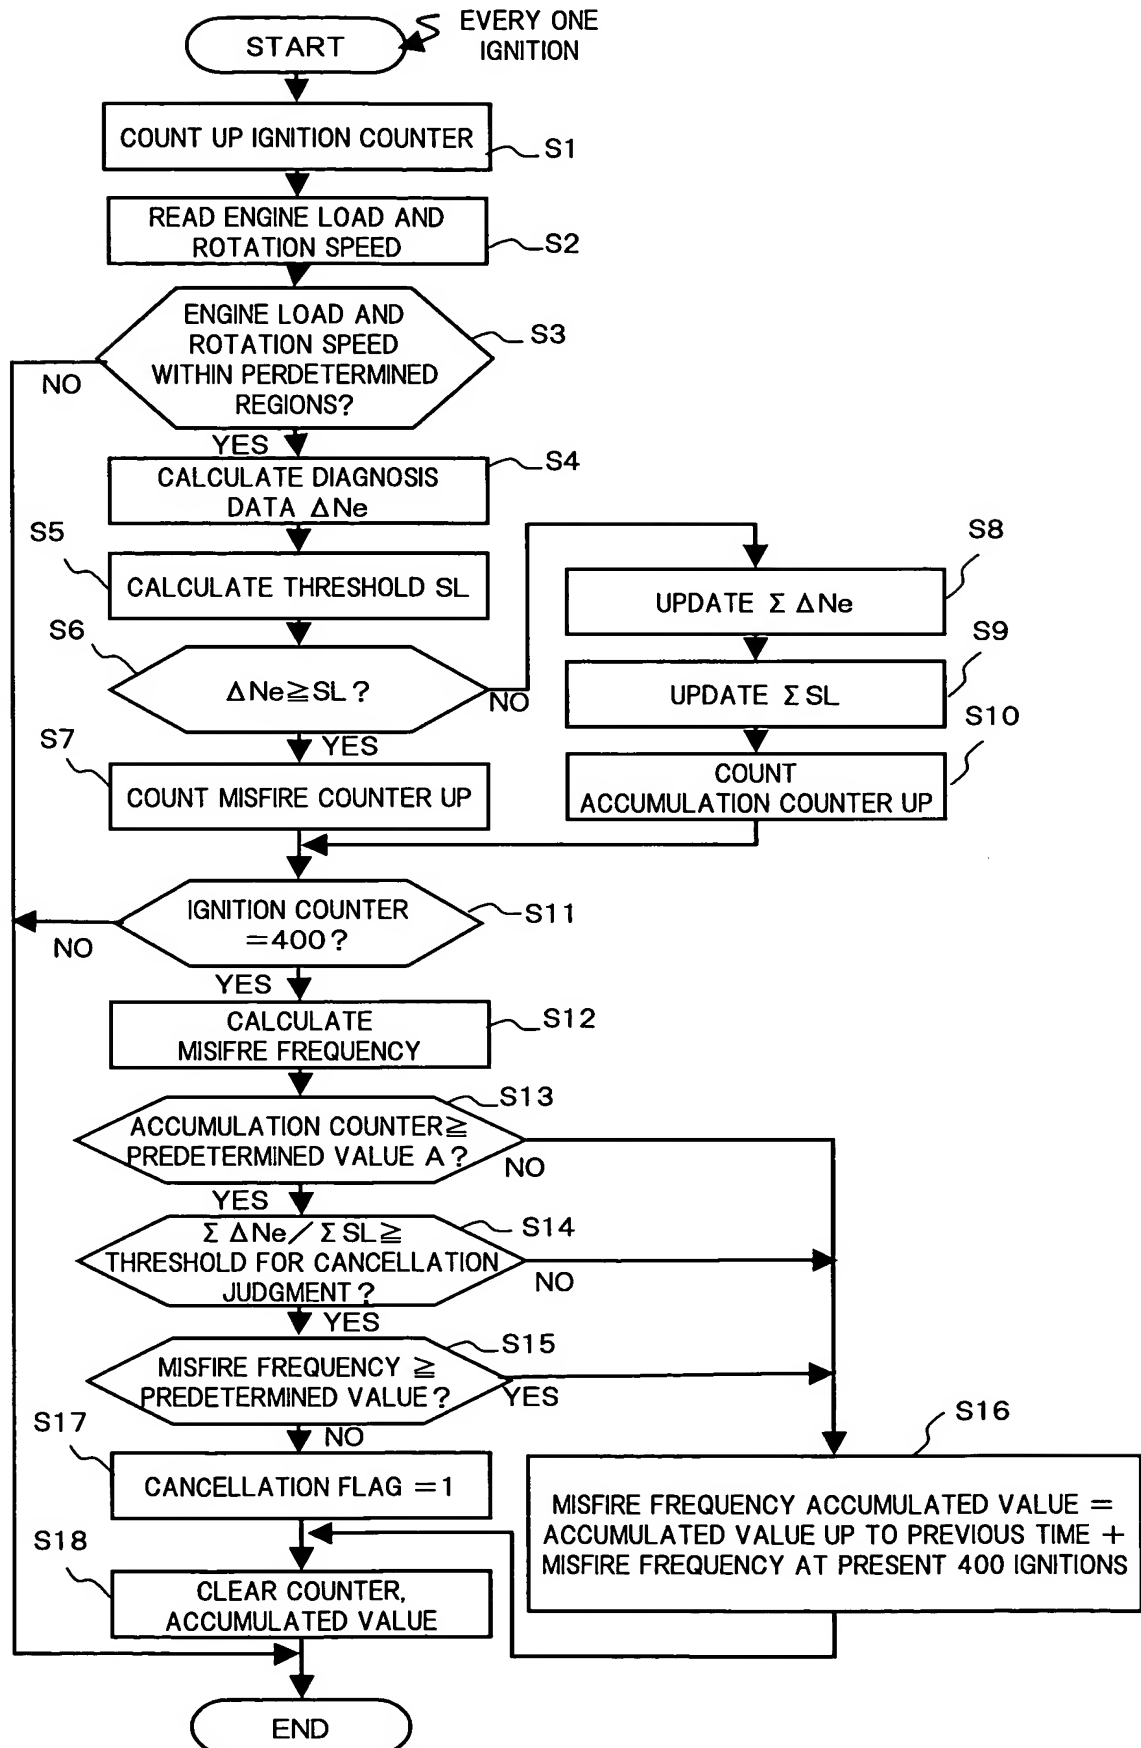 EVERY ONE
IGNITION
START
COUNT UP IGNITION COUNTER
S1
READ ENGINE LOAD AND
ROTATION SPEED
S2
ENGINE LOAD AND
ROTATION SPEED
WITHIN PERDETERMINED
REGIONS?
S3
NO
YES
CALCULATE DIAGNOSIS
DATA ΔNe
S4
S5
CALCULATE THRESHOLD SL
S6
ΔNe≧SL?
NO
YES
S7
COUNT MISFIRE COUNTER UP
S8
UPDATE Σ ΔNe
S9
UPDATE ΣSL
S10
COUNT
ACCUMULATION COUNTER UP
IGNITION COUNTER
=400?
S11
NO
YES
CALCULATE
MISIFRE FREQUENCY
S12
ACCUMULATION COUNTER≧
PREDETERMINED VALUE A?
S13
NO
YES
Σ ΔNe/ΣSL≧
THRESHOLD FOR CANCELLATION
JUDGMENT?
S14
NO
YES
MISFIRE FREQUENCY ≧
PREDETERMINED VALUE?
S15
YES
NO
S17
CANCELLATION FLAG =1
S16
MISFIRE FREQUENCY ACCUMULATED VALUE =
ACCUMULATED VALUE UP TO PREVIOUS TIME +
MISFIRE FREQUENCY AT PRESENT 400 IGNITIONS
S18
CLEAR COUNTER,
ACCUMULATED VALUE
END